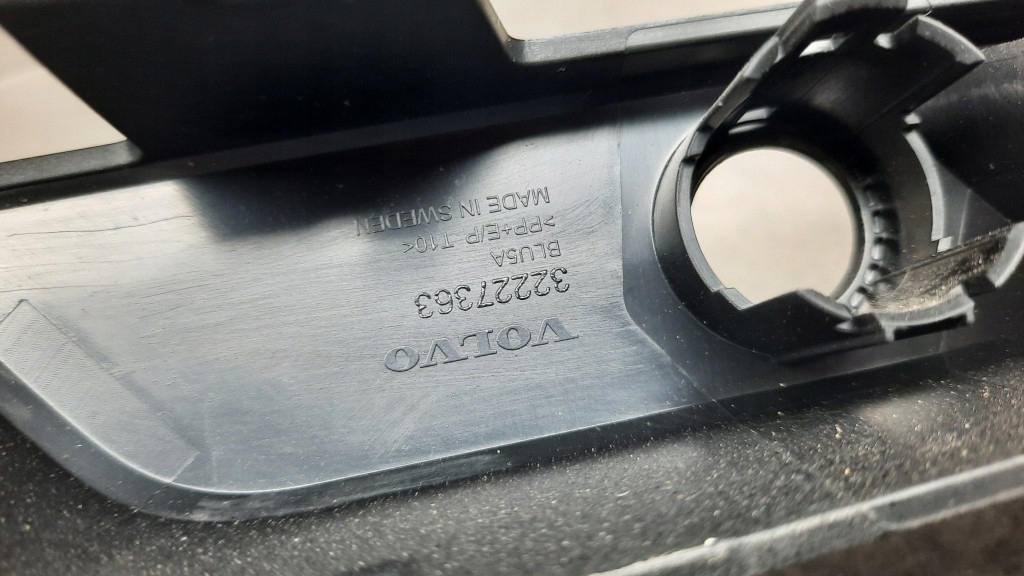 VOLVO
32227363
BLU5A
>PP+E/P-T10<
MADE IN SWEDEN